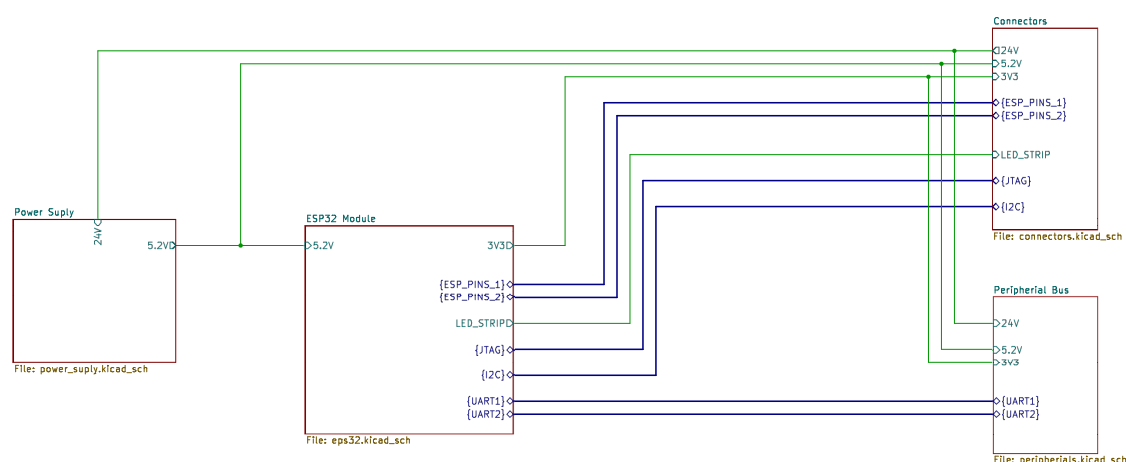 Connectors
24V
5.2V
3V3
{ESP_PINS_1}
{ESP_PINS_2}
LED_STRIP
{JTAG}
{I2C}
File: connectors.kicad_sch
Power Suply
24V
5.2V
File: power_suply.kicad_sch
ESP32 Module
5.2V
3V3
{ESP_PINS_1}
{ESP_PINS_2}
LED_STRIP
{JTAG}
{I2C}
{UART1}
{UART2}
File: eps32.kicad_sch
Peripherial Bus
24V
5.2V
3V3
{UART1}
{UART2}
File: peripherials.kicad_sch